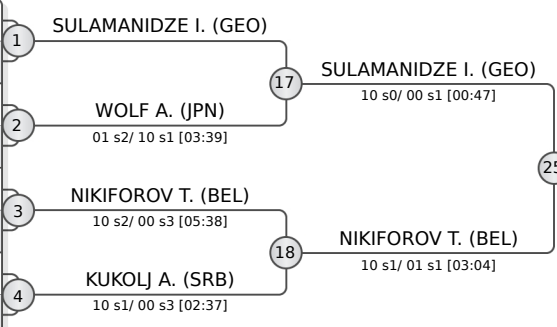 SULAMANIDZE I. (GEO)
1
17
SULAMANIDZE I. (GEO)
10 s0/ 00 s1 [00:47]
WOLF A. (JPN)
2
01 s2/ 10 s1 [03:39]
25
NIKIFOROV T. (BEL)
3
10 s2/ 00 s3 [05:38]
18
NIKIFOROV T. (BEL)
10 s1/ 01 s1 [03:04]
KUKOLJ A. (SRB)
4
10 s1/ 00 s3 [02:37]